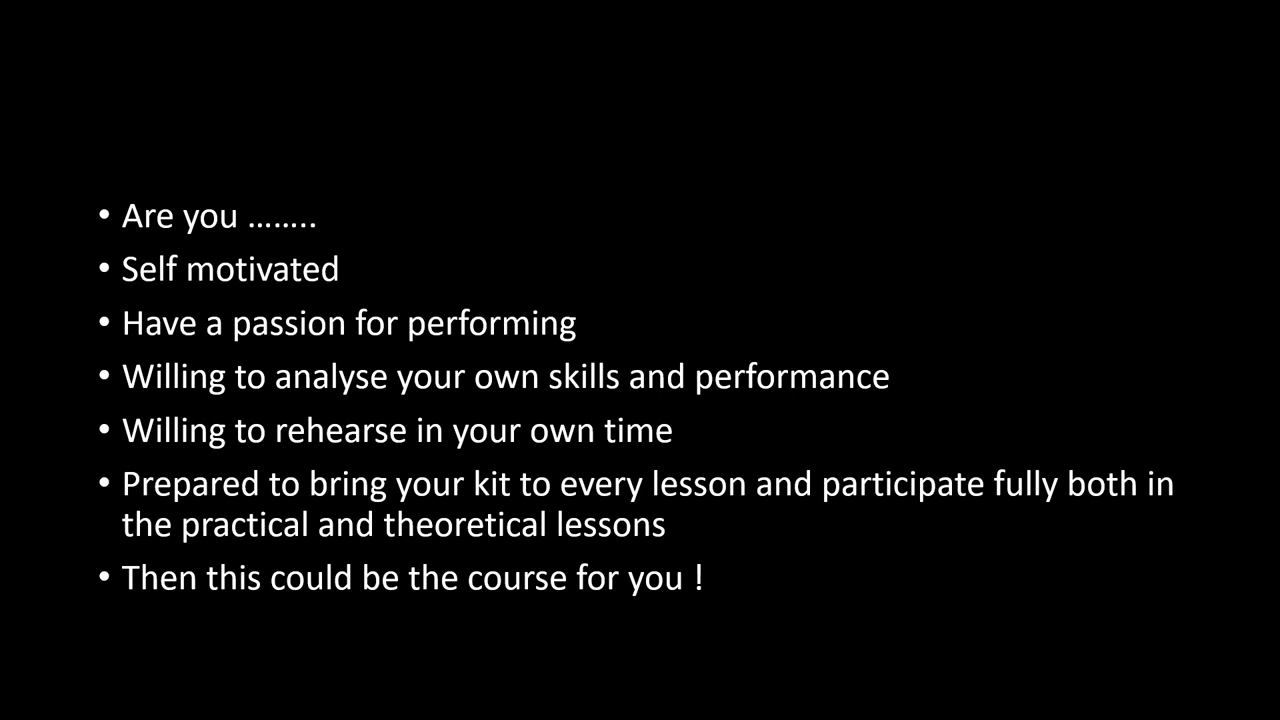 • Are you ……..
• Self motivated
• Have a passion for performing
• Willing to analyse your own skills and performance
• Willing to rehearse in your own time
• Prepared to bring your kit to every lesson and participate fully both in
the practical and theoretical lessons
• Then this could be the course for you !